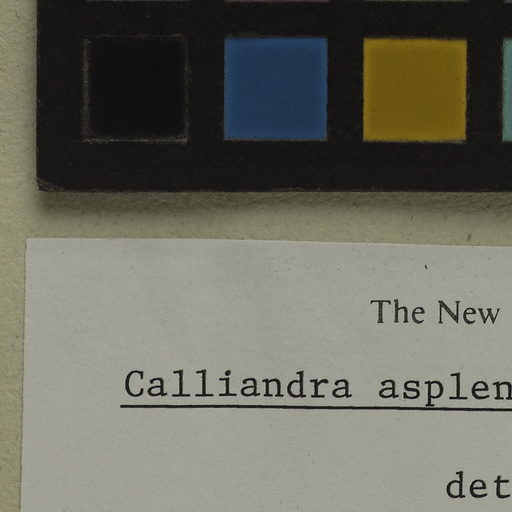 The New
Calliandra asplen
det